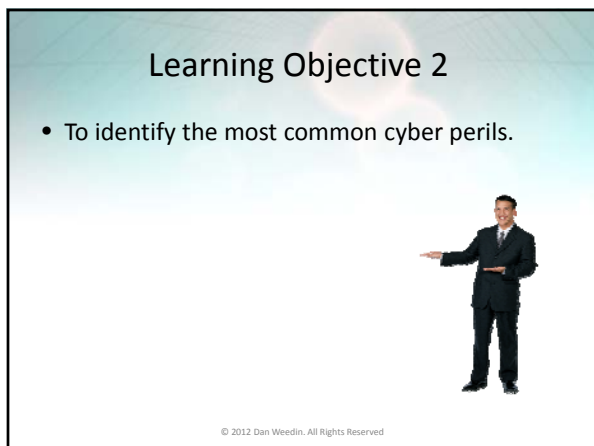 Learning Objective 2
• To identify the most common cyber perils.
© 2012 Dan Weedin. All Rights Reserved